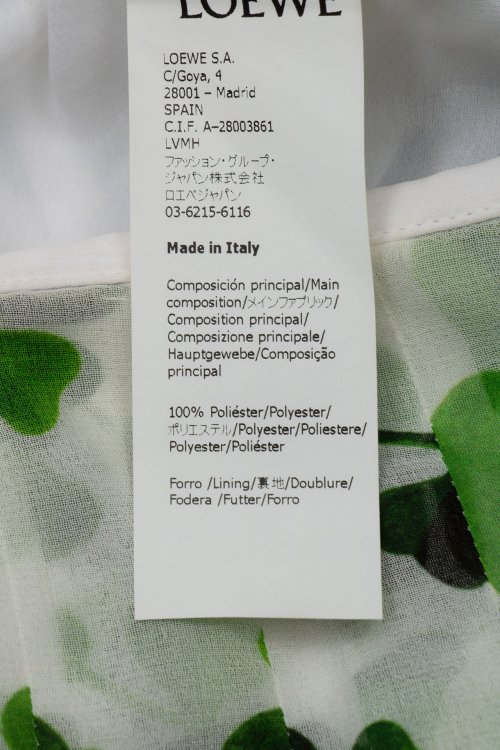 LOEWE
LOEWE S.A.
C/Goya, 4
28001 – Madrid
SPAIN
C.I.F. A–28003861
LVMH
ファッション・グループ・
ジャパン株式会社
ロエベジャパン
03-6215-6116
Made in Italy
Composición principal/Main
composition/メインファブリック/
Composition principal/
Composizione principale/
Hauptgewebe/Composição
principal
100% Poliéster/Polyester/
ポリエステル/Polyester/Poliestere/
Polyester/Poliéster
Forro /Lining/裏地/Doublure/
Fodera /Futter/Forro